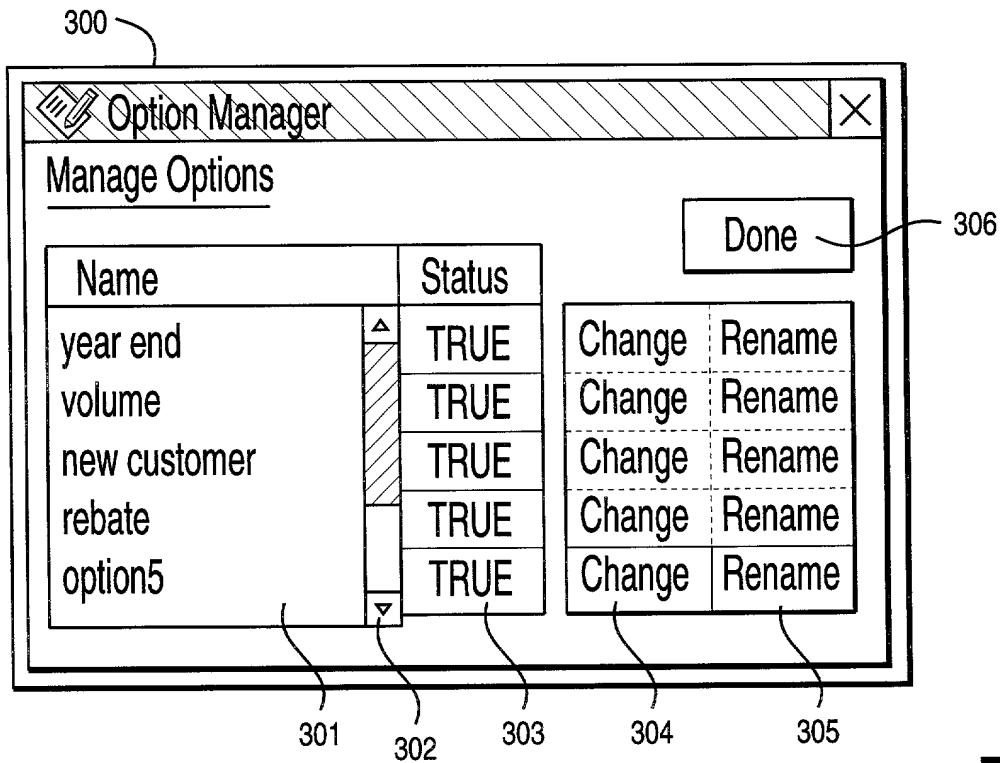 300
Option Manager
Manage Options
Done
306
Name Status
year end TRUE Change Rename
volume TRUE Change Rename
new customer TRUE Change Rename
rebate TRUE Change Rename
option5 TRUE Change Rename
301 302 303 304 305